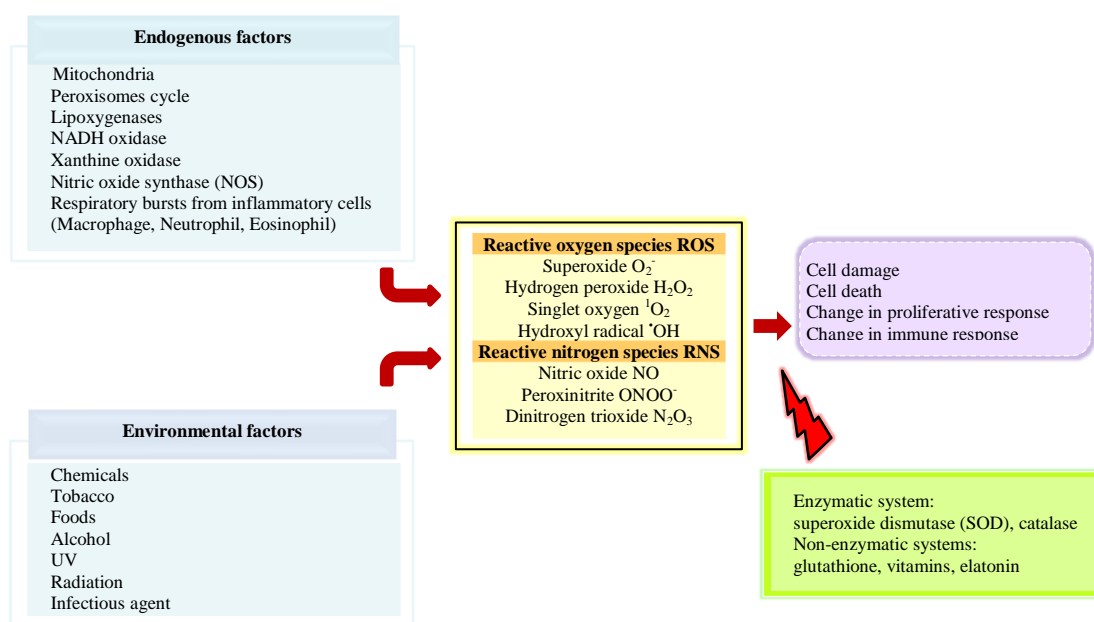 Endogenous factors
Mitochondria
Peroxisomes cycle
Lipoxygenases
NADH oxidase
Xanthine oxidase
Nitric oxide synthase (NOS)
Respiratory bursts from inflammatory cells
(Macrophage, Neutrophil, Eosinophil)
Environmental factors
Chemicals
Tobacco
Foods
Alcohol
UV
Radiation
Infectious agent
Reactive oxygen species ROS
Superoxide O₂⁻
Hydrogen peroxide H₂O₂
Singlet oxygen ¹O₂
Hydroxyl radical •OH
Reactive nitrogen species RNS
Nitric oxide NO
Peroxinitrite ONOO⁻
Dinitrogen trioxide N₂O₃
Cell damage
Cell death
Change in proliferative response
Change in immune response
Enzymatic system:
superoxide dismutase (SOD), catalase
Non-enzymatic systems:
glutathione, vitamins, elatonin